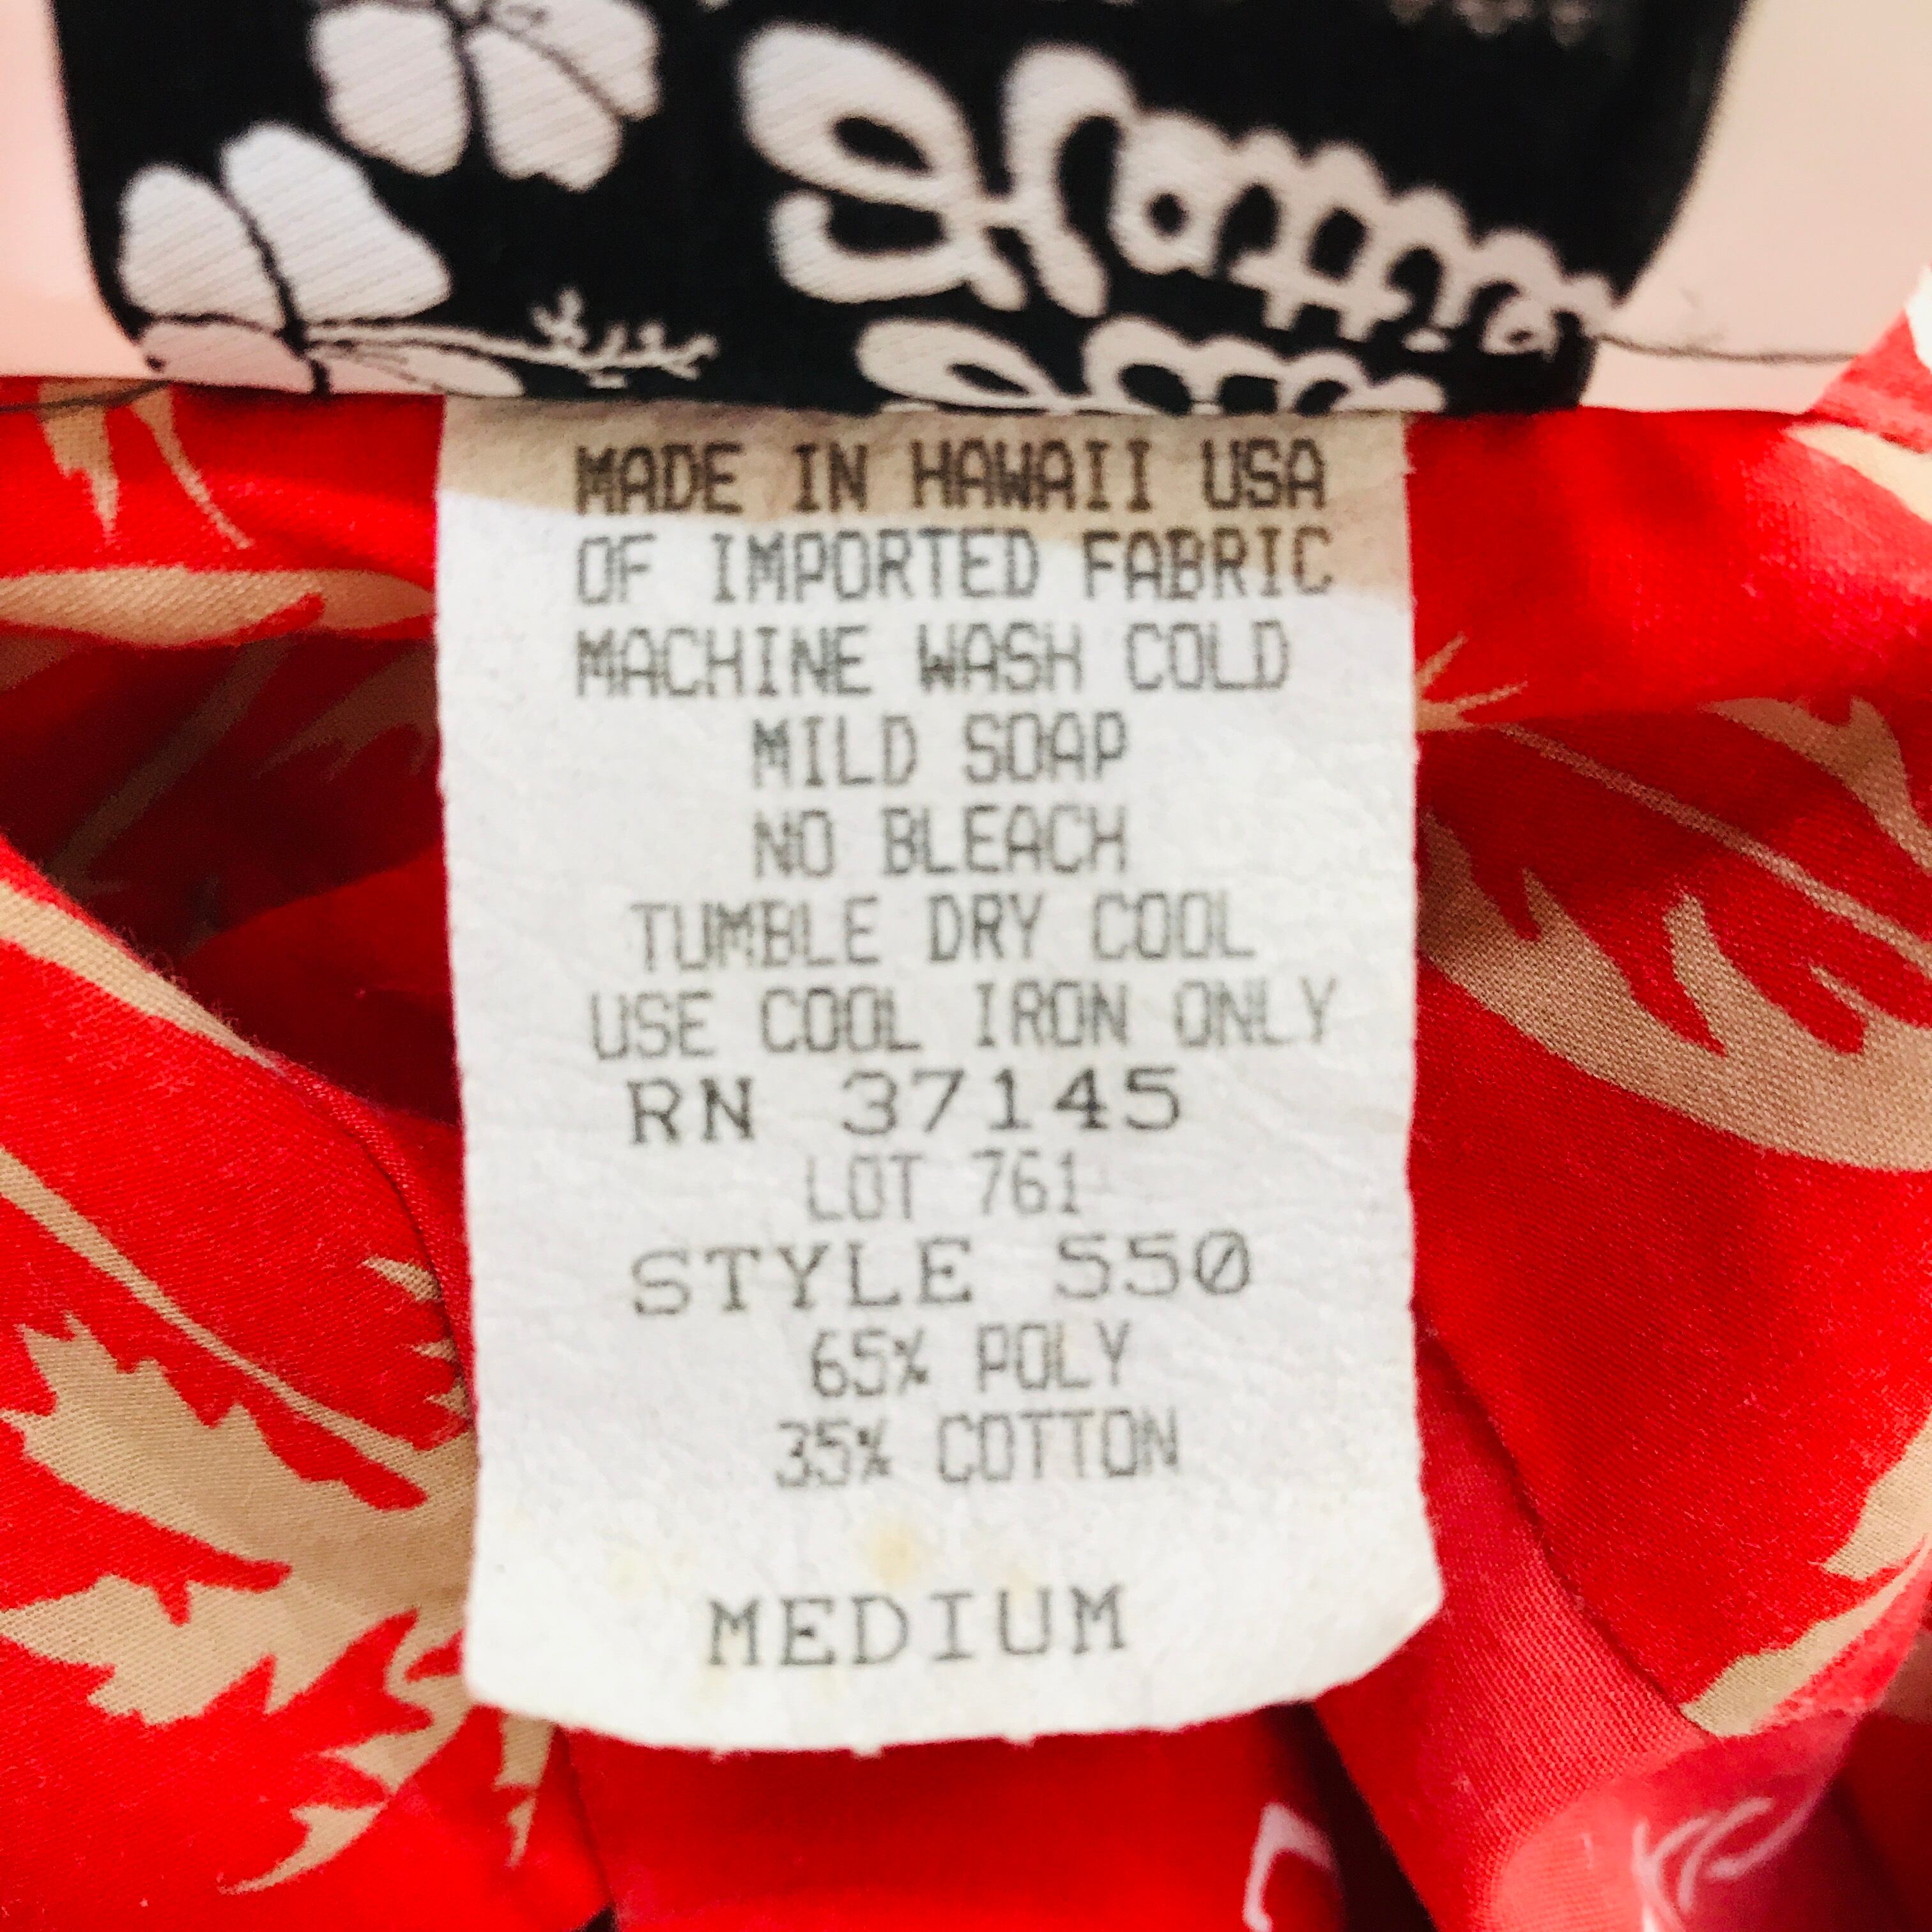 Hawaiian
MADE IN HAWAII USA
OF IMPORTED FABRIC
MACHINE WASH COLD
MILD SOAP
NO BLEACH
TUMBLE DRY COOL
USE COOL IRON ONLY
RN 37145
LOT 761
STYLE 550
65% POLY
35% COTTON
MEDIUM